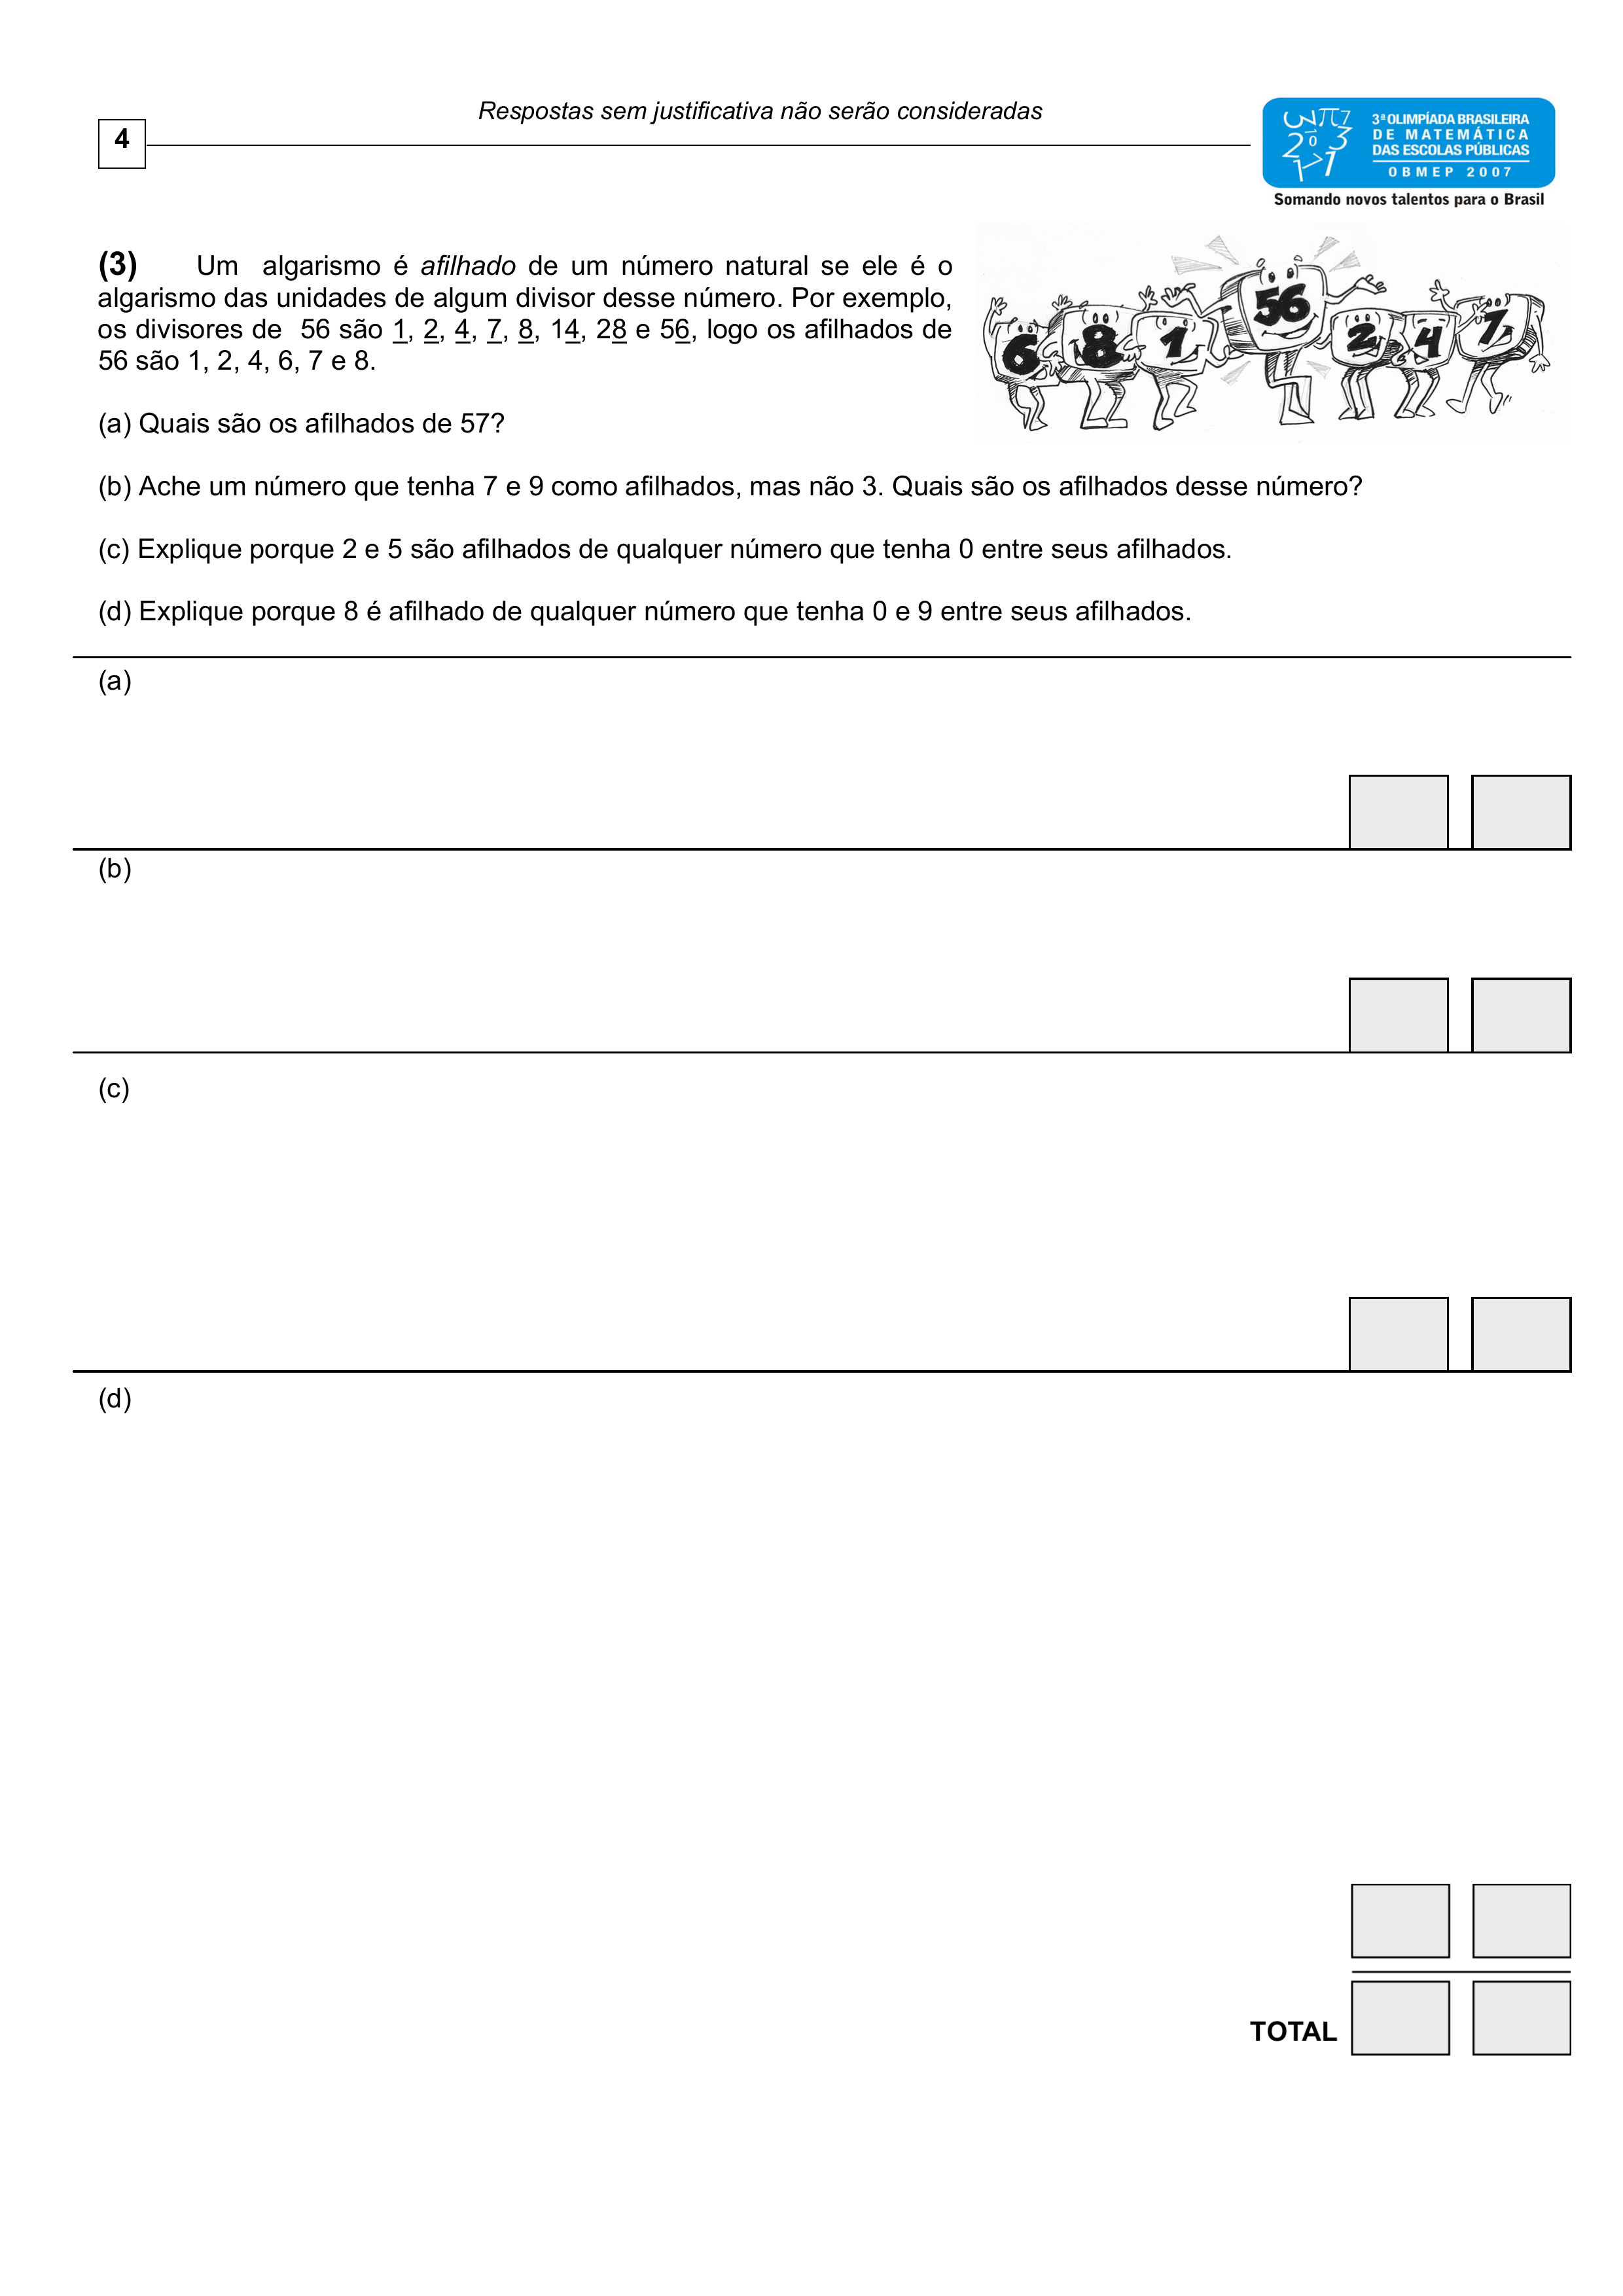 Respostas sem justificativa não serão consideradas
4
3ª OLIMPÍADA BRASILEIRA
DE MATEMÁTICA
DAS ESCOLAS PÚBLICAS
OBMEP 2007
Somando novos talentos para o Brasil
(3) Um algarismo é afilhado de um número natural se ele é o
algarismo das unidades de algum divisor desse número. Por exemplo,
os divisores de 56 são 1, 2, 4, 7, 8, 14, 28 e 56, logo os afilhados de
56 são 1, 2, 4, 6, 7 e 8.
6 8 1 56 2 4 7
(a) Quais são os afilhados de 57?
(b) Ache um número que tenha 7 e 9 como afilhados, mas não 3. Quais são os afilhados desse número?
(c) Explique porque 2 e 5 são afilhados de qualquer número que tenha 0 entre seus afilhados.
(d) Explique porque 8 é afilhado de qualquer número que tenha 0 e 9 entre seus afilhados.
(a)
(b)
(c)
(d)
TOTAL